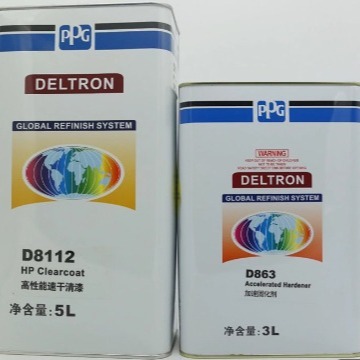 PPG
DELTRON
GLOBAL REFINISH SYSTEM
D8112
HP Clearcoat
高性能速干清漆
净含量: 5L
PPG
WARNING
DELTRON
GLOBAL REFINISH SYSTEM
D863
Accelerated Herdener
加速固化剂
净含量: 3L